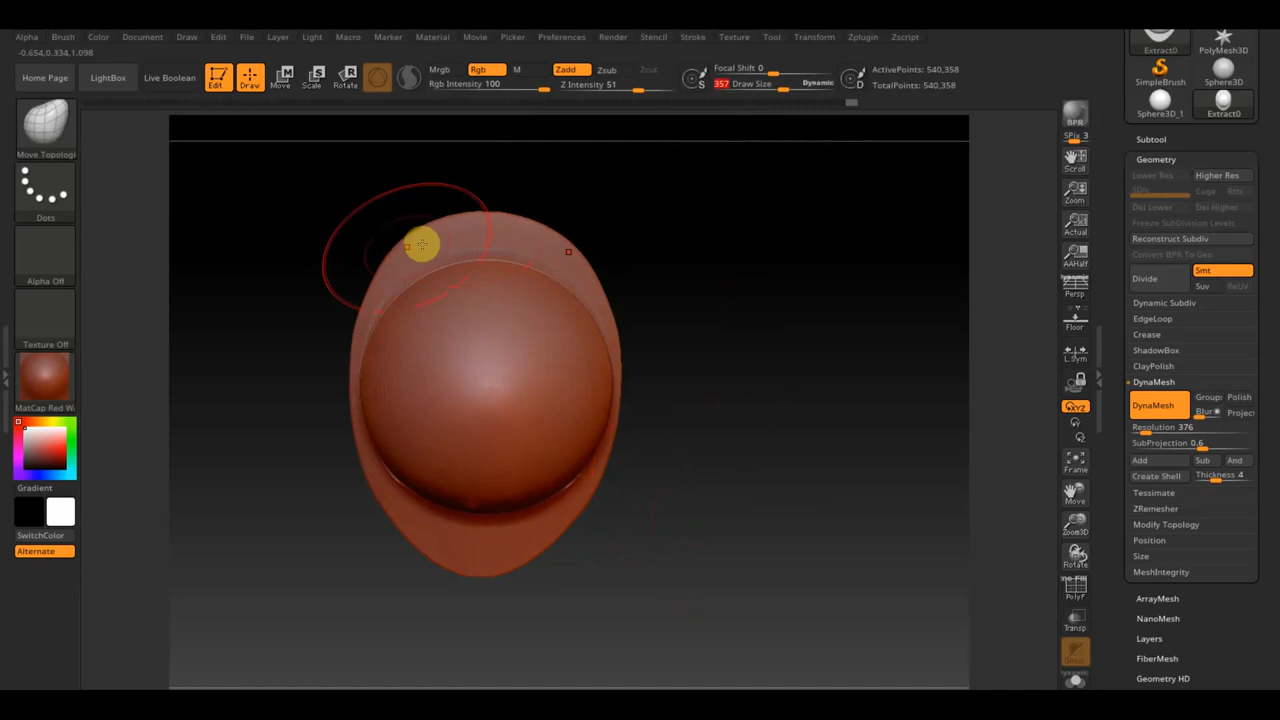 Alpha Brush Color Document Draw Edit File Layer Light Macro Marker Material Movie Picker Preferences Render Stencil Stroke Texture Tool Transform Zplugin Zscript
-0.654,0.334,1.098
Home Page
LightBox
Live Boolean
Edit
Draw
Move
Scale
Rotate
Mrgb Rgb M
Rgb Intensity 100
Zadd Zsub Zcut
Z Intensity 51
S
Focal Shift 0
357 Draw Size Dynamic
D
ActivePoints: 540,358
TotalPoints: 540,358
Move Topologi
Dots
Alpha Off
Texture Off
MatCap Red Wa
Gradient
SwitchColor
Alternate
BPR
SPix 3
Scroll
Zoom
Actual
AAHalf
Dynamic
Persp
Floor
L.Sym
XYZ
Frame
Move
Zoom3D
Rotate
PolyF
Transp
Dynamic
Extract0 PolyMesh3D
SimpleBrush Sphere3D
Sphere3D_1 Extract0
Subtool
Geometry
Lower Res Higher Res
SDiv Cage Rstr
Del Lower Del Higher
Freeze SubDivision Levels
Reconstruct Subdiv
Convert BPR To Geo
Divide
Smt
Suv ReUV
Dynamic Subdiv
EdgeLoop
Crease
ShadowBox
ClayPolish
DynaMesh
DynaMesh
Group Polish
Blur Project
Resolution 376
SubProjection 0.6
Add Sub And
Create Shell Thickness 4
Tessimate
ZRemesher
Modify Topology
Position
Size
MeshIntegrity
ArrayMesh
NanoMesh
Layers
FiberMesh
Geometry HD